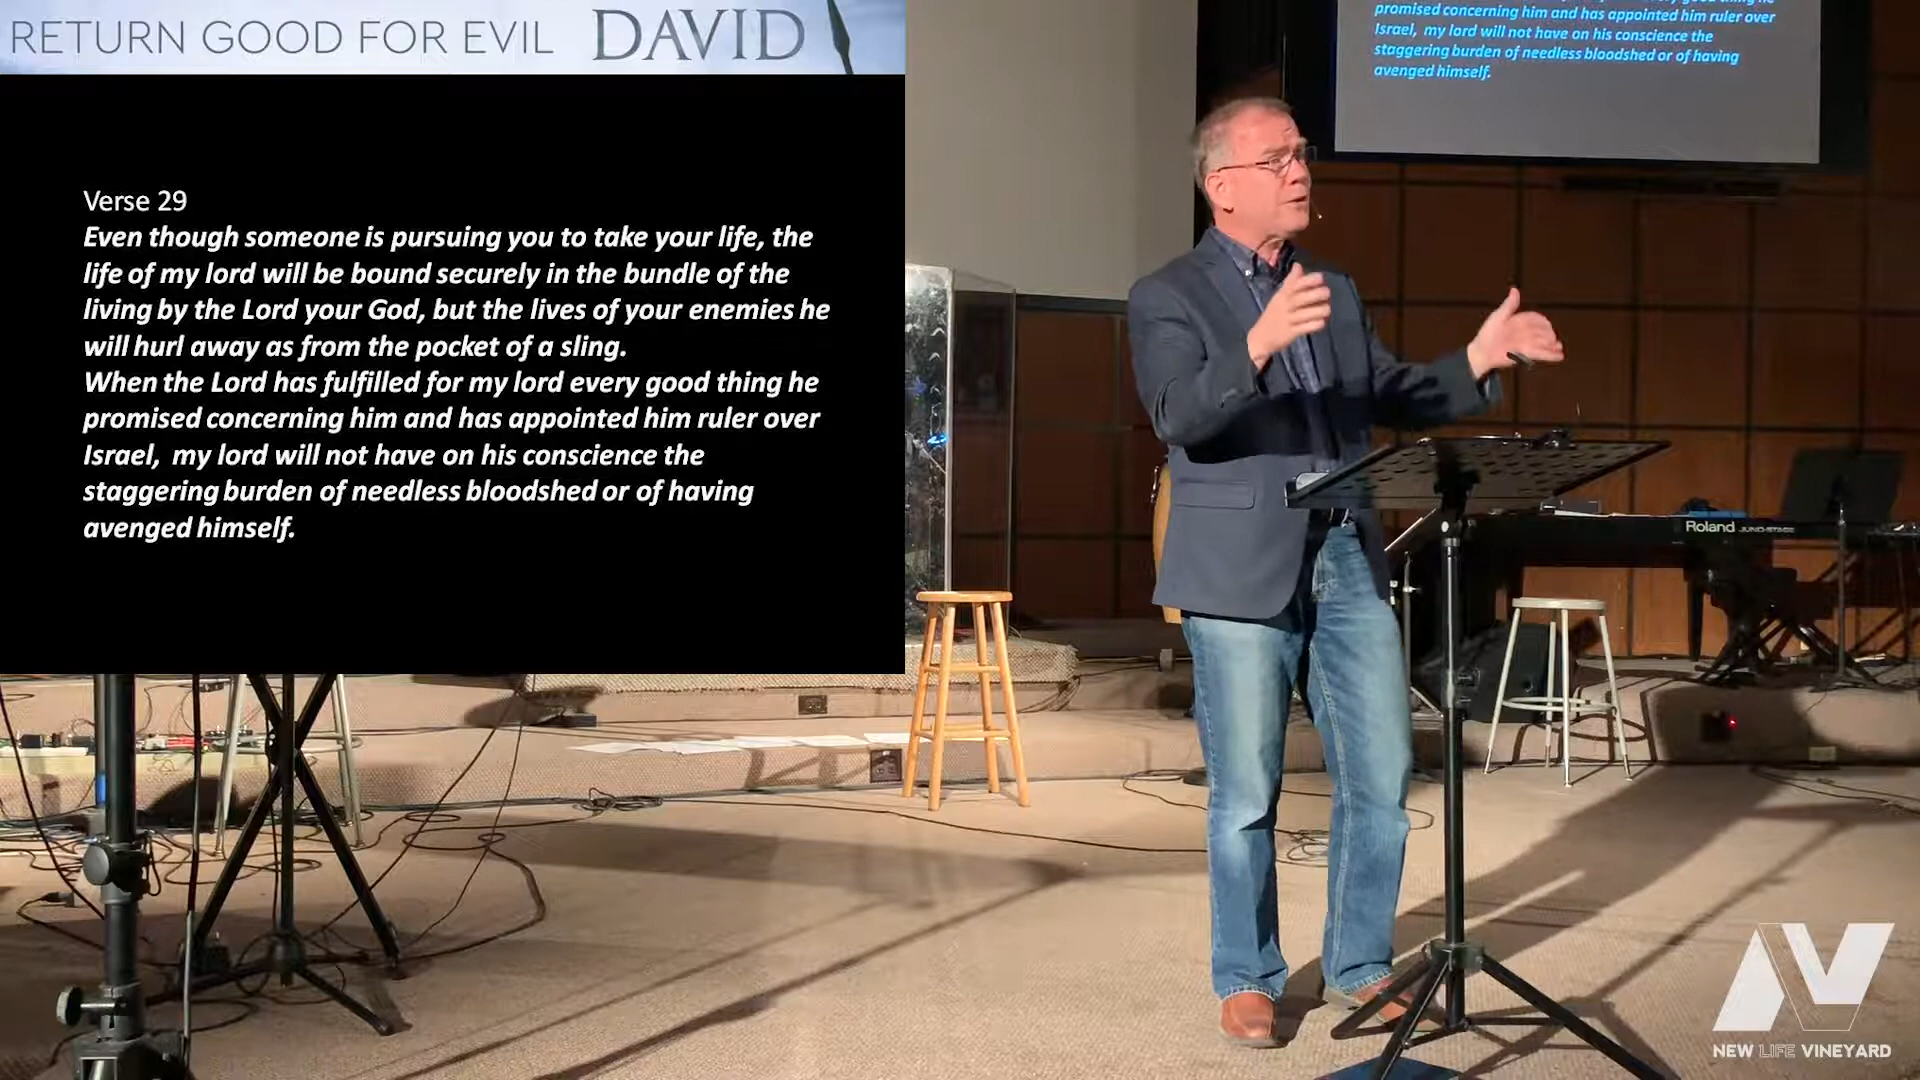 RETURN GOOD FOR EVIL DAVID
Verse 29
Even though someone is pursuing you to take your life, the
life of my lord will be bound securely in the bundle of the
living by the Lord your God, but the lives of your enemies he
will hurl away as from the pocket of a sling.
When the Lord has fulfilled for my lord every good thing he
promised concerning him and has appointed him ruler over
Israel, my lord will not have on his conscience the
staggering burden of needless bloodshed or of having
avenged himself.
promised concerning him and has appointed him ruler over
Israel, my lord will not have on his conscience the
staggering burden of needless bloodshed or of having
avenged himself.
Roland JUNO-STAGE
NV
NEW LIFE VINEYARD